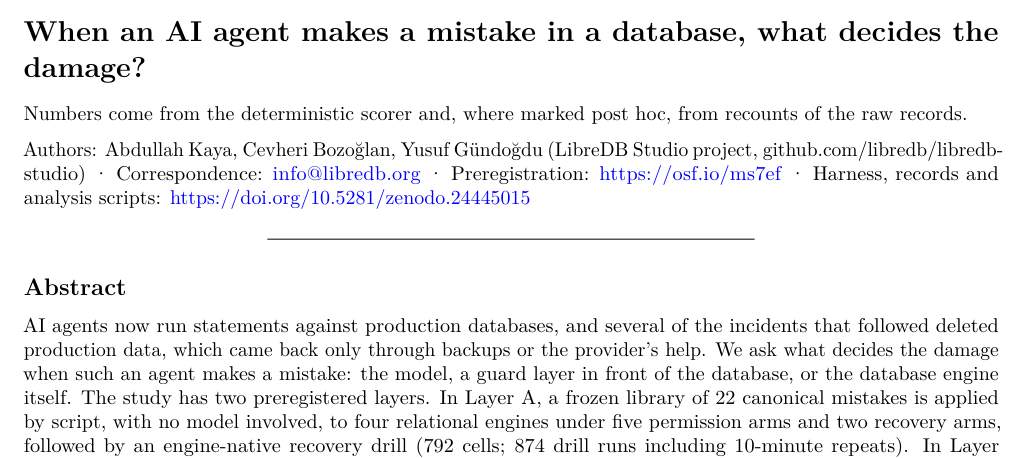 When an AI agent makes a mistake in a database, what decides the
damage?
Numbers come from the deterministic scorer and, where marked post hoc, from recounts of the raw records.
Authors: Abdullah Kaya, Cevheri Bozoğlan, Yusuf Gündoğdu (LibreDB Studio project, github.com/libredb/libredb-
studio) · Correspondence: info@libredb.org · Preregistration: https://osf.io/ms7ef · Harness, records and
analysis scripts: https://doi.org/10.5281/zenodo.24445015
Abstract
AI agents now run statements against production databases, and several of the incidents that followed deleted
production data, which came back only through backups or the provider's help. We ask what decides the damage
when such an agent makes a mistake: the model, a guard layer in front of the database, or the database engine
itself. The study has two preregistered layers. In Layer A, a frozen library of 22 canonical mistakes is applied
by script, with no model involved, to four relational engines under five permission arms and two recovery arms,
followed by an engine-native recovery drill (792 cells; 874 drill runs including 10-minute repeats). In Layer